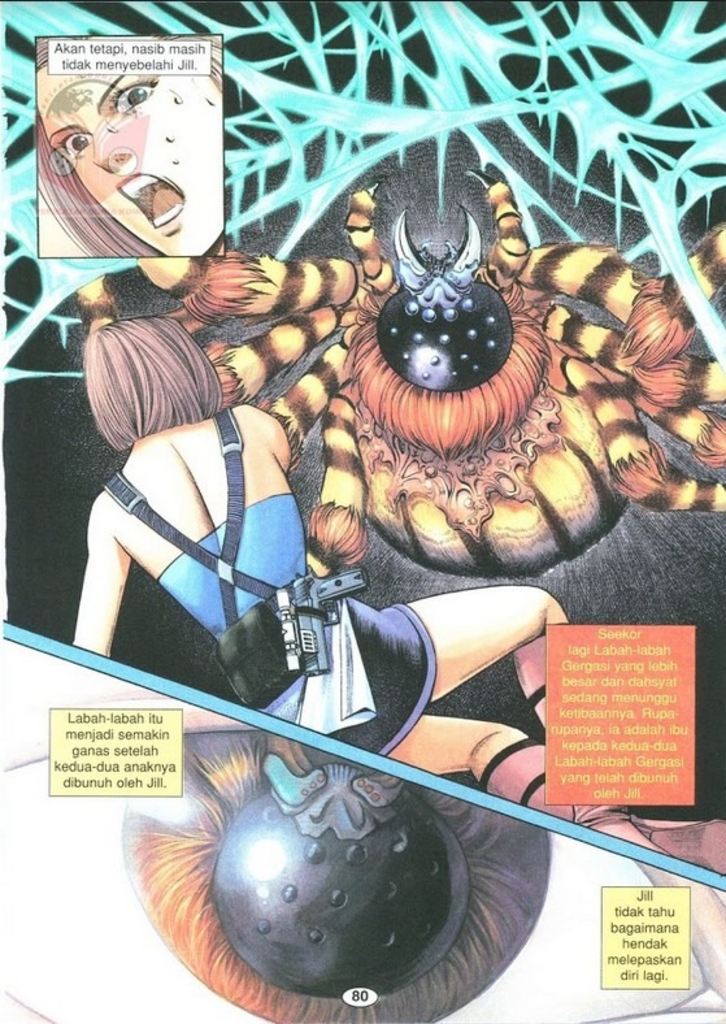 Akan tetapi, nasib masih
tidak menyebelahi Jill.
Seekor
lagi Labah-labah
Gergasi yang lebih
besar dan dahsyat
sedang menunggu
ketibaannya. Rupa-
rupanya, ia adalah ibu
kepada kedua-dua
Labah-labah Gergasi
yang telah dibunuh
oleh Jill.
Labah-labah itu
menjadi semakin
ganas setelah
kedua-dua anaknya
dibunuh oleh Jill.
Jill
tidak tahu
bagaimana
hendak
melepaskan
diri lagi.
80